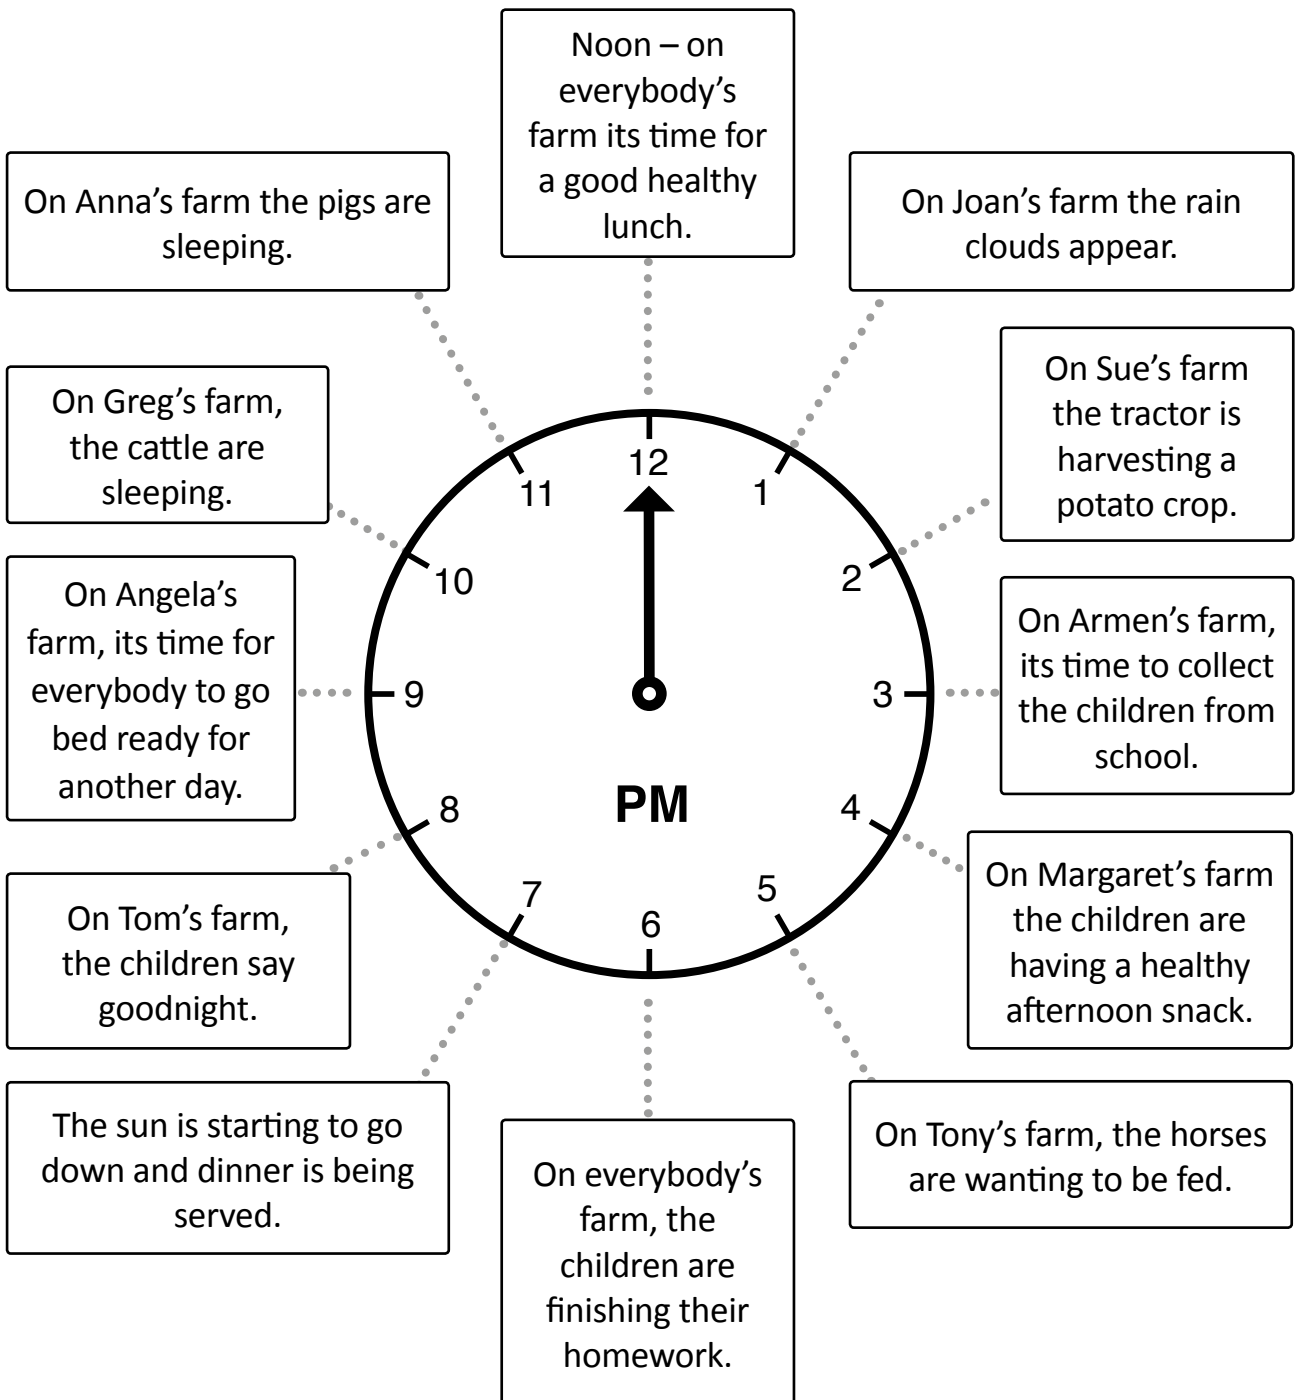 Noon – on
everybody's
farm its time for
a good healthy
lunch.
On Anna's farm the pigs are
sleeping.
On Joan's farm the rain
clouds appear.
On Sue's farm
the tractor is
harvesting a
potato crop.
On Greg's farm,
the cattle are
sleeping.
12
11
1
10
2
On Angela's
farm, its time for
everybody to go
bed ready for
another day.
On Armen's farm,
its time to collect
the children from
school.
9
3
PM
8
4
7
5
6
On Margaret's farm
the children are
having a healthy
afternoon snack.
On Tom's farm,
the children say
goodnight.
The sun is starting to go
down and dinner is being
served.
On Tony's farm, the horses
are wanting to be fed.
On everybody's
farm, the
children are
finishing their
homework.